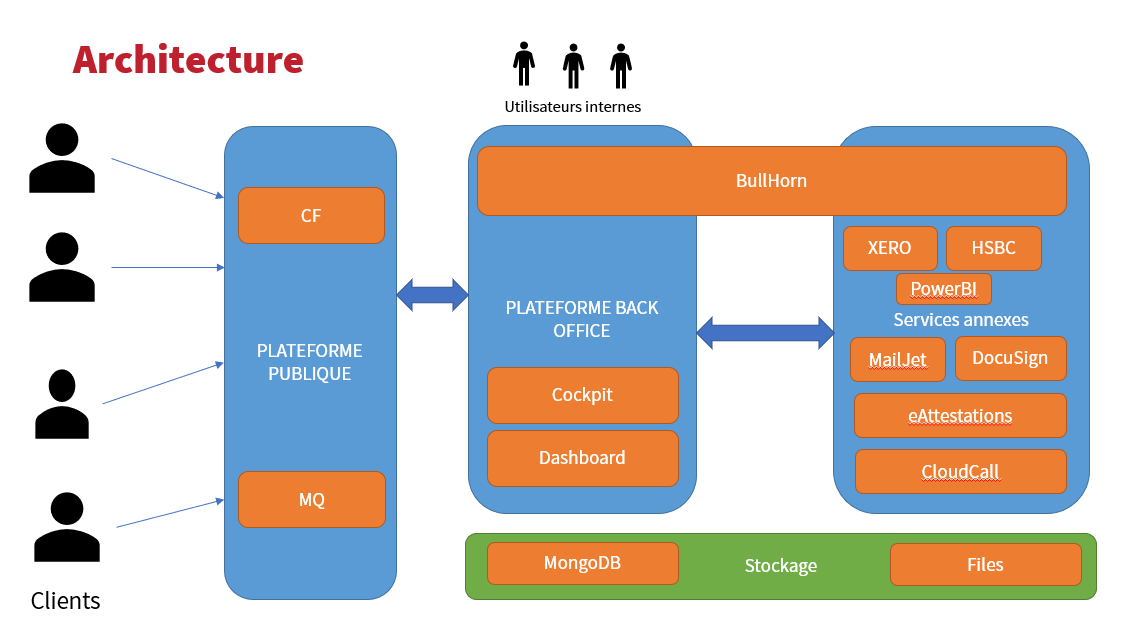 Architecture
Utilisateurs internes
CF
PLATEFORME
PUBLIQUE
MQ
Clients
BullHorn
PLATEFORME BACK
OFFICE
Cockpit
Dashboard
XERO
HSBC
PowerBI
Services annexes
MailJet
DocuSign
eAttestations
CloudCall
MongoDB
Stockage
Files